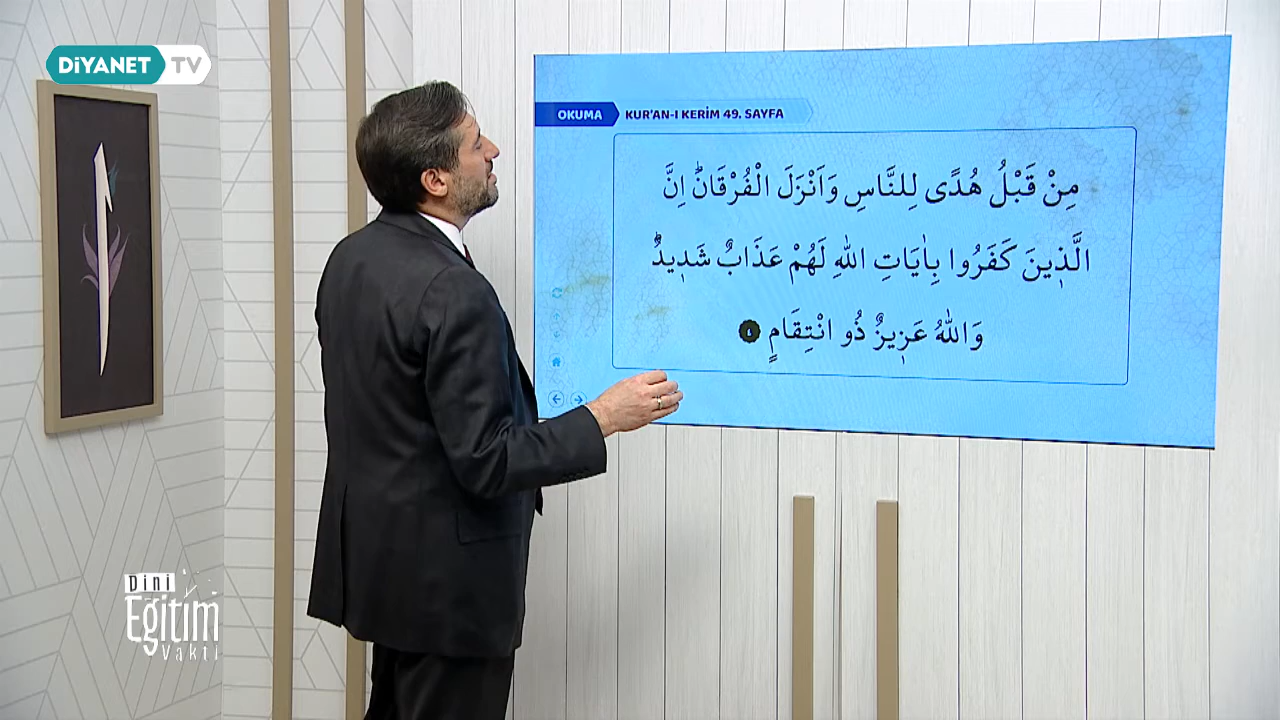 DİYANET TV
OKUMA KUR'AN-I KERİM 49. SAYFA
مِنْ قَبْلُ هُدًى لِلنَّاسِ وَاَنْزَلَ الْفُرْقَانَۜ اِنَّ
الَّذ۪ينَ كَفَرُوا بِاٰيَاتِ اللّٰهِ لَهُمْ عَذَابٌ شَد۪يدٌۜ
وَاللّٰهُ عَز۪يزٌ ذُو انْتِقَامٍ ٤
Dini
Eğitim
Vakti